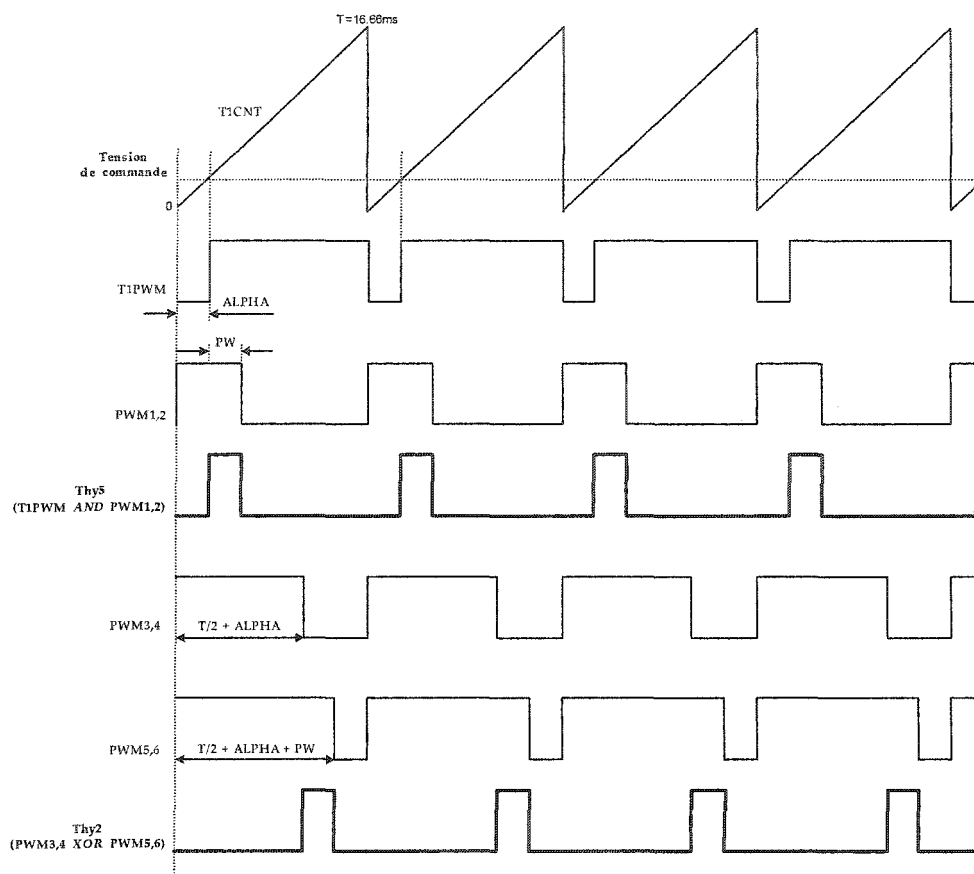 T=16.66ms
T1CNT
Tension
de commande
0
T1PWM
ALPHA
PW
PWM1,2
Thy5
(T1PWM AND PWM1,2)
PWM3,4
T/2 + ALPHA
PWM5,6
T/2 + ALPHA + PW
Thy2
(PWM3,4 XOR PWM5,6)